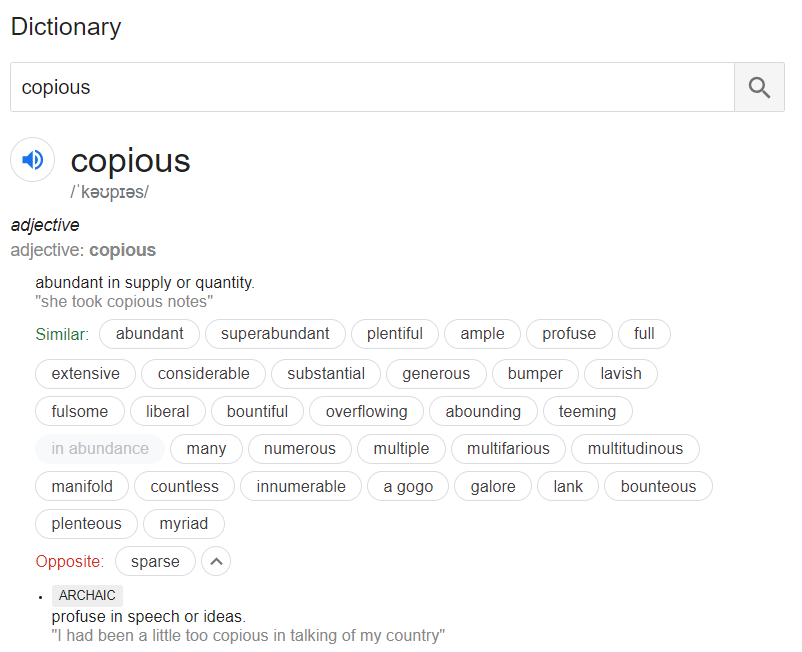 Dictionary
copious
copious
/ˈkəʊpɪəs/
adjective
adjective: copious
abundant in supply or quantity.
"she took copious notes"
Similar: abundant superabundant plentiful ample profuse full
extensive considerable substantial generous bumper lavish
fulsome liberal bountiful overflowing abounding teeming
in abundance many numerous multiple multifarious multitudinous
manifold countless innumerable a gogo galore lank bounteous
plenteous myriad
Opposite: sparse
• ARCHAIC
profuse in speech or ideas.
"I had been a little too copious in talking of my country"